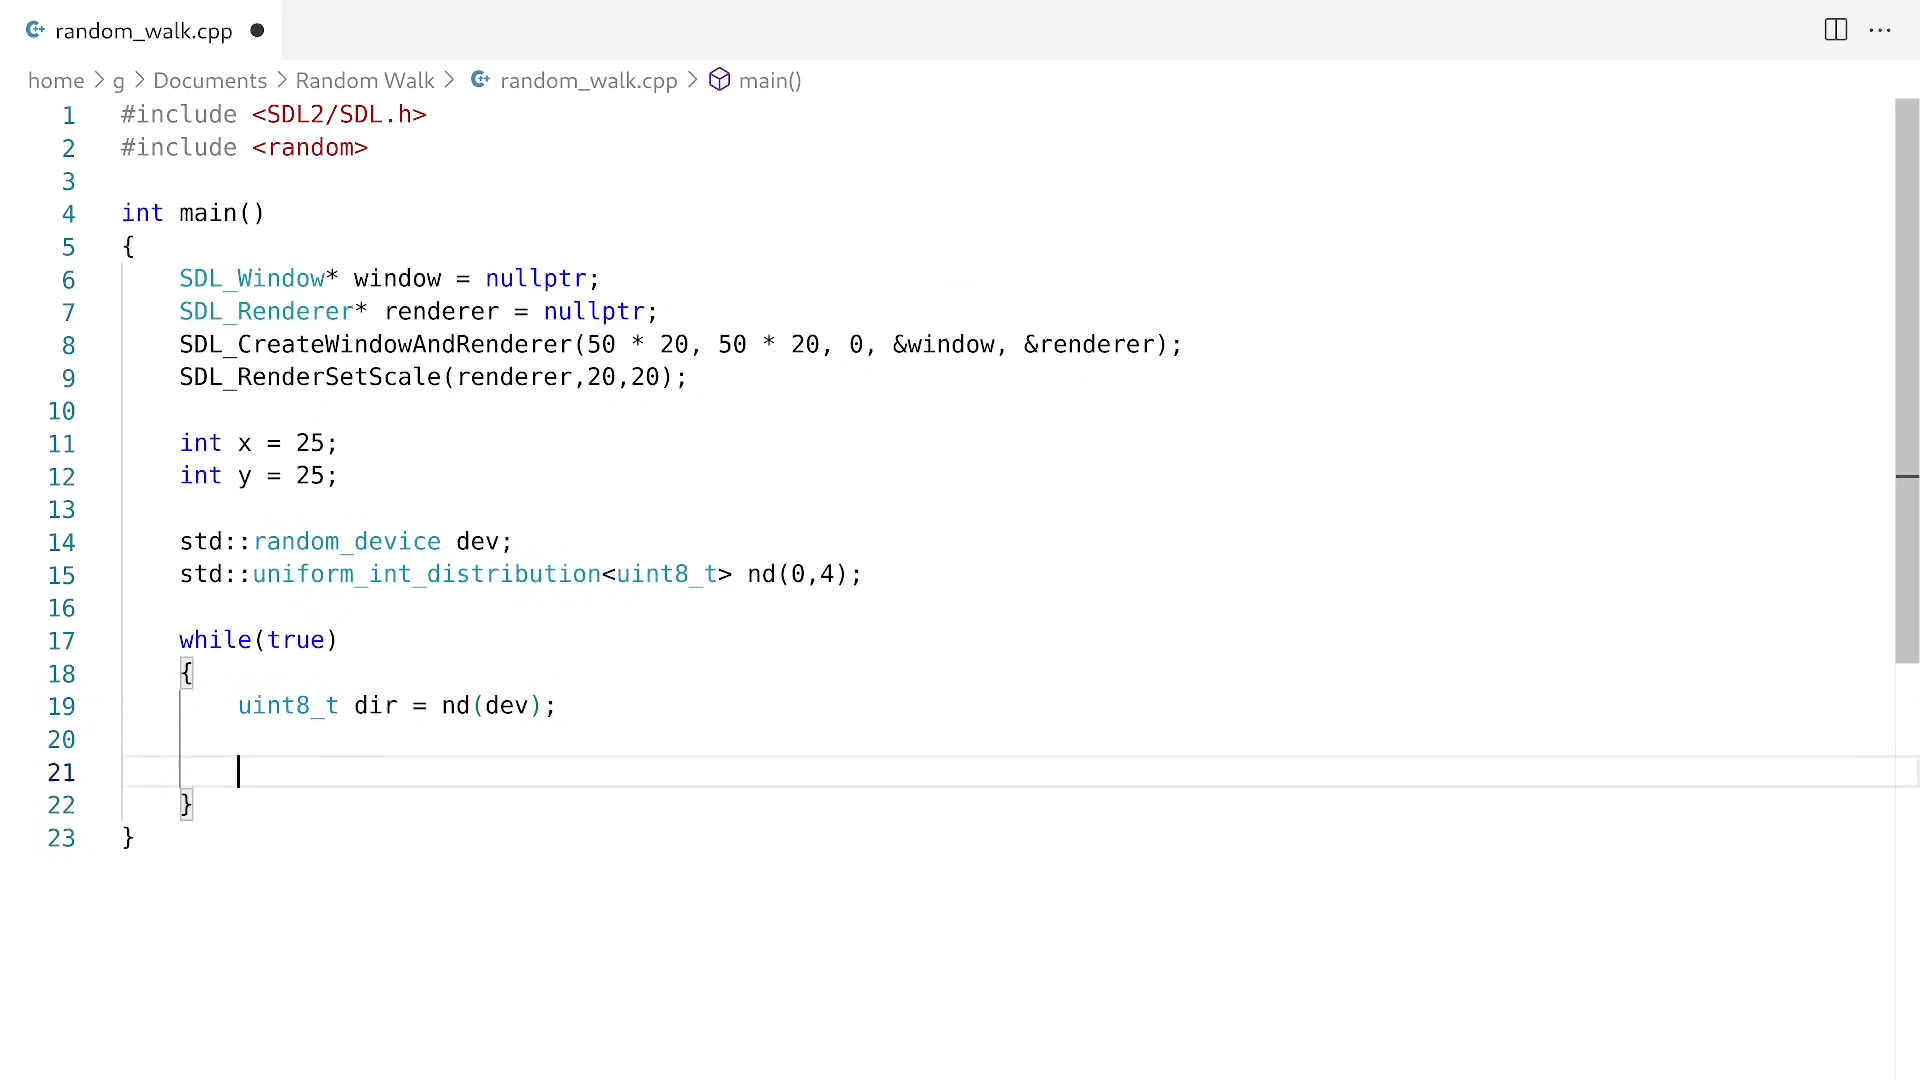 random_walk.cpp
home > g > Documents > Random Walk > random_walk.cpp > main()
1 #include <SDL2/SDL.h>
2 #include <random>
3
4 int main()
5 {
6     SDL_Window* window = nullptr;
7     SDL_Renderer* renderer = nullptr;
8     SDL_CreateWindowAndRenderer(50 * 20, 50 * 20, 0, &window, &renderer);
9     SDL_RenderSetScale(renderer,20,20);
10
11     int x = 25;
12     int y = 25;
13
14     std::random_device dev;
15     std::uniform_int_distribution<uint8_t> nd(0,4);
16
17     while(true)
18     {
19         uint8_t dir = nd(dev);
20
21
22     }
23 }